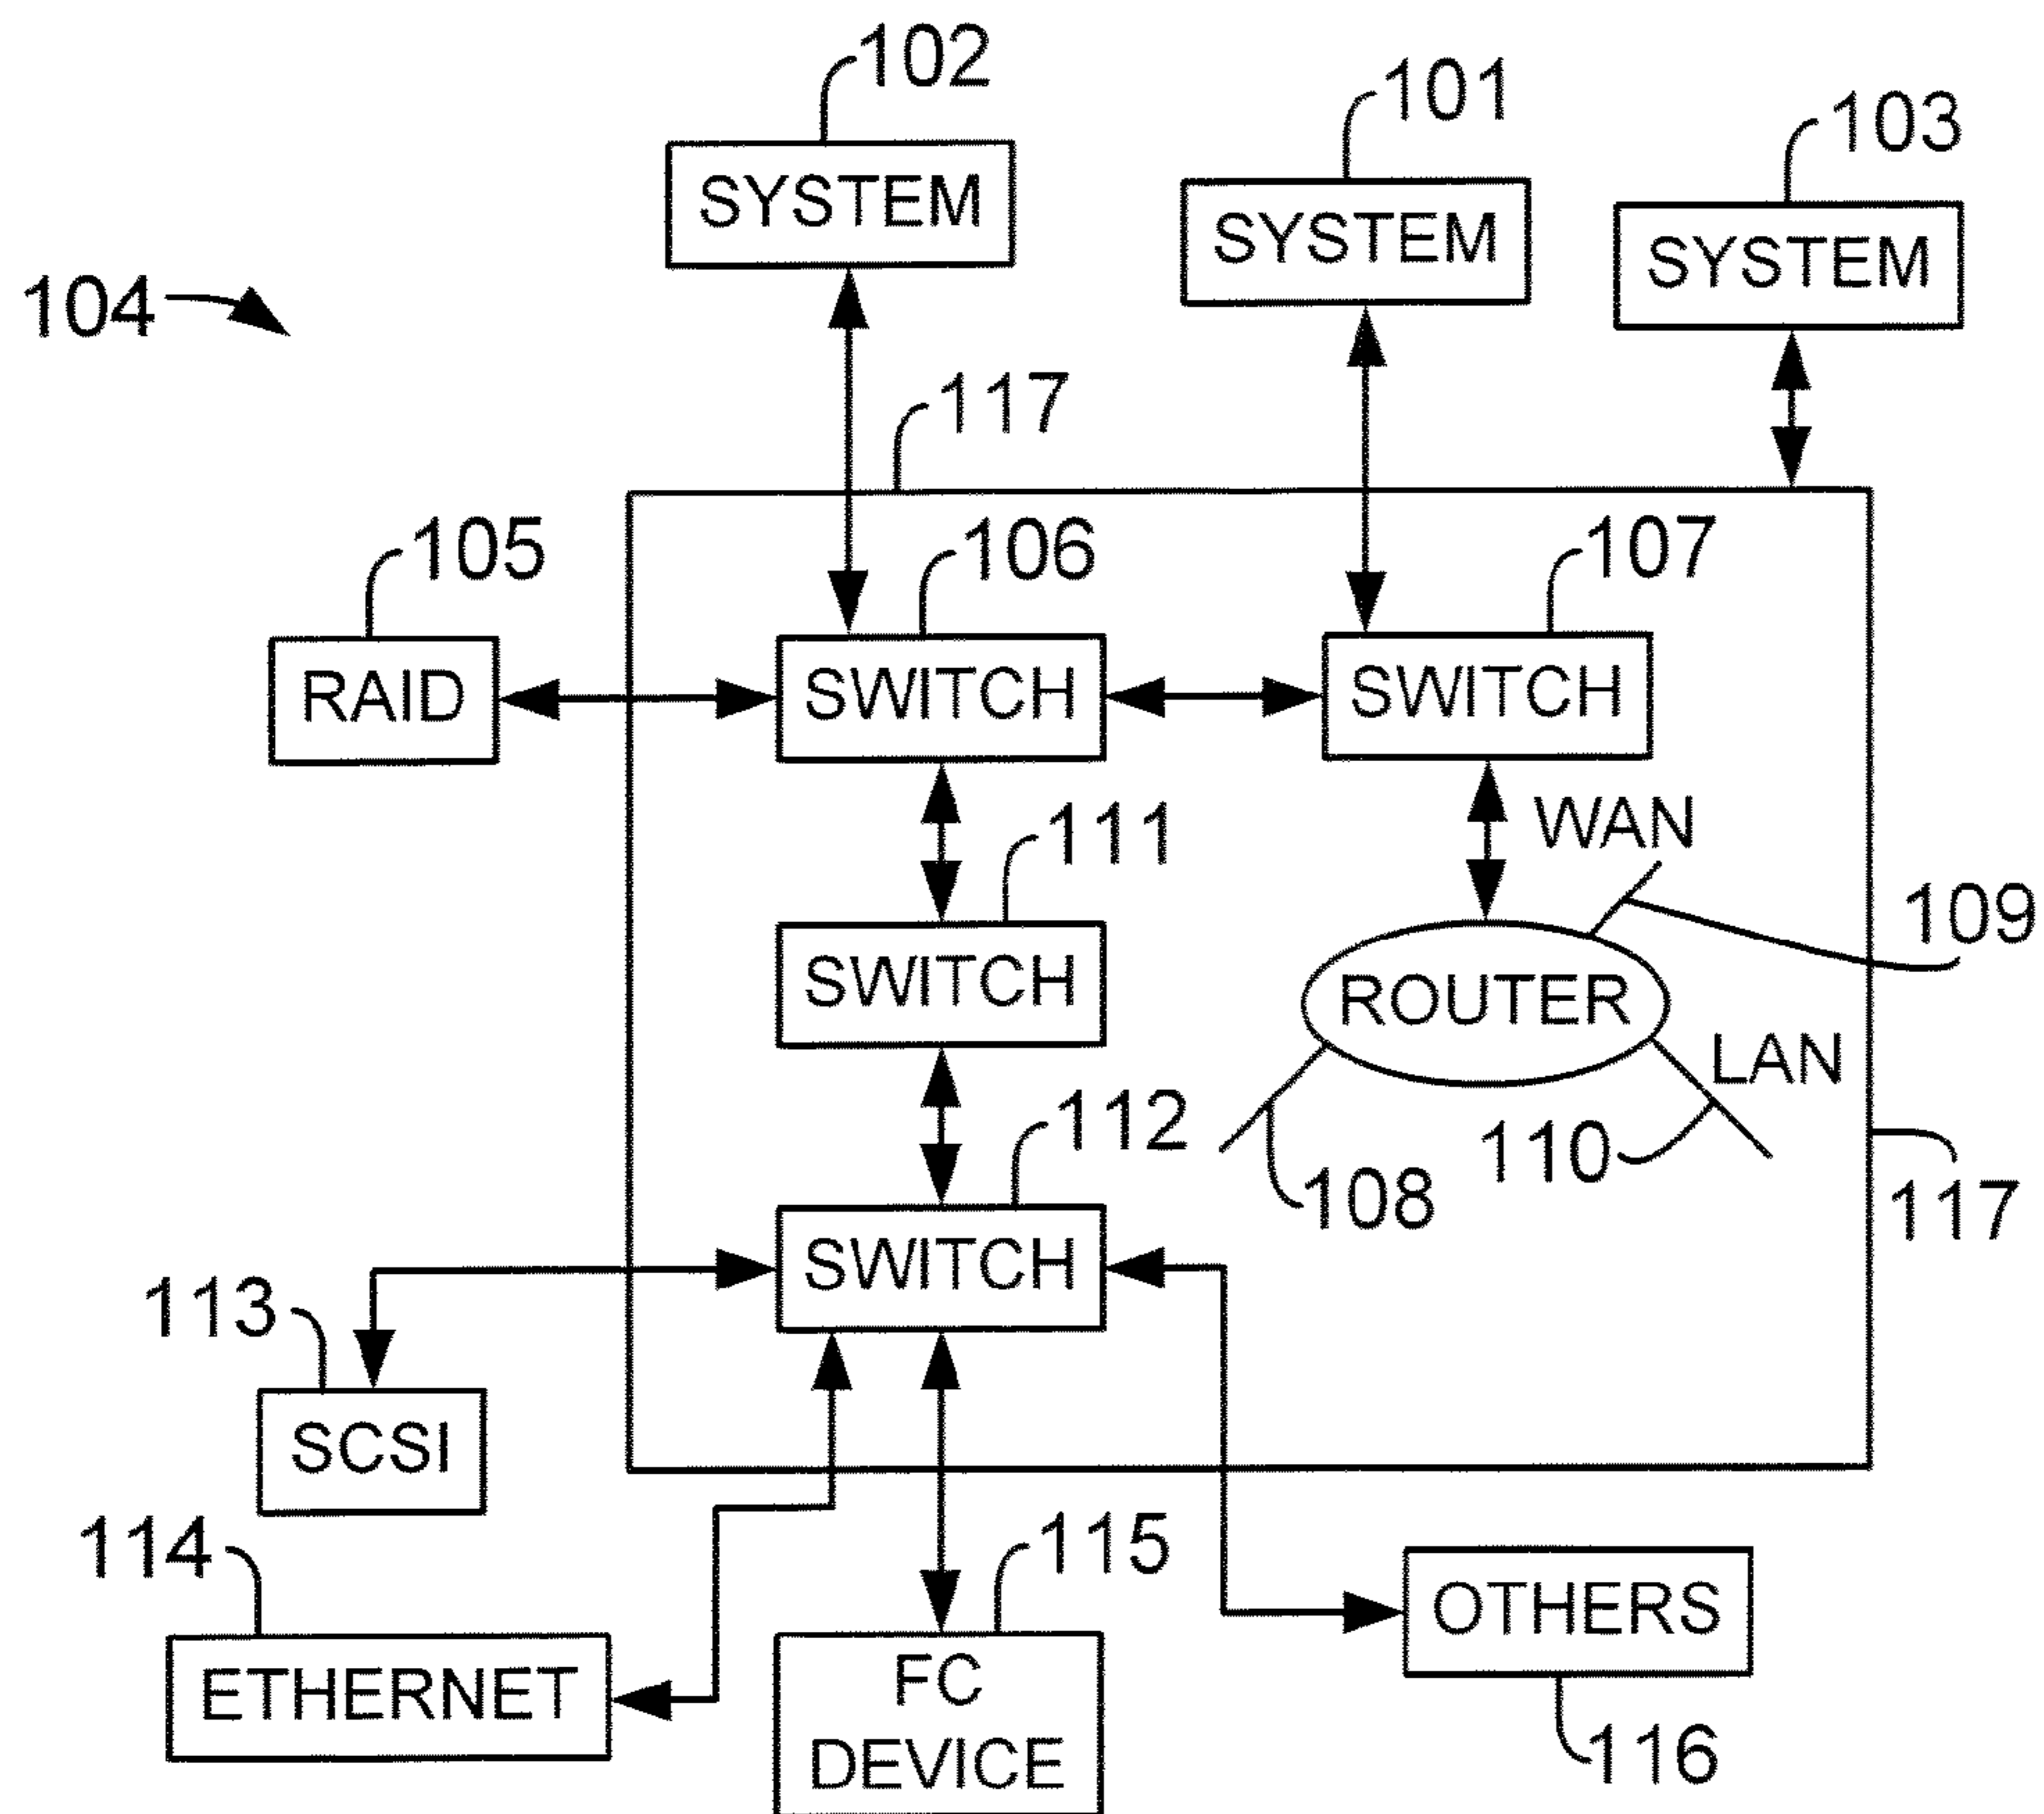 102
101
103
SYSTEM
SYSTEM
SYSTEM
104
117
105
106
107
RAID
SWITCH
SWITCH
WAN
111
109
SWITCH
ROUTER
LAN
112
110
108
117
SWITCH
113
SCSI
114
115
ETHERNET
FC
DEVICE
OTHERS
116